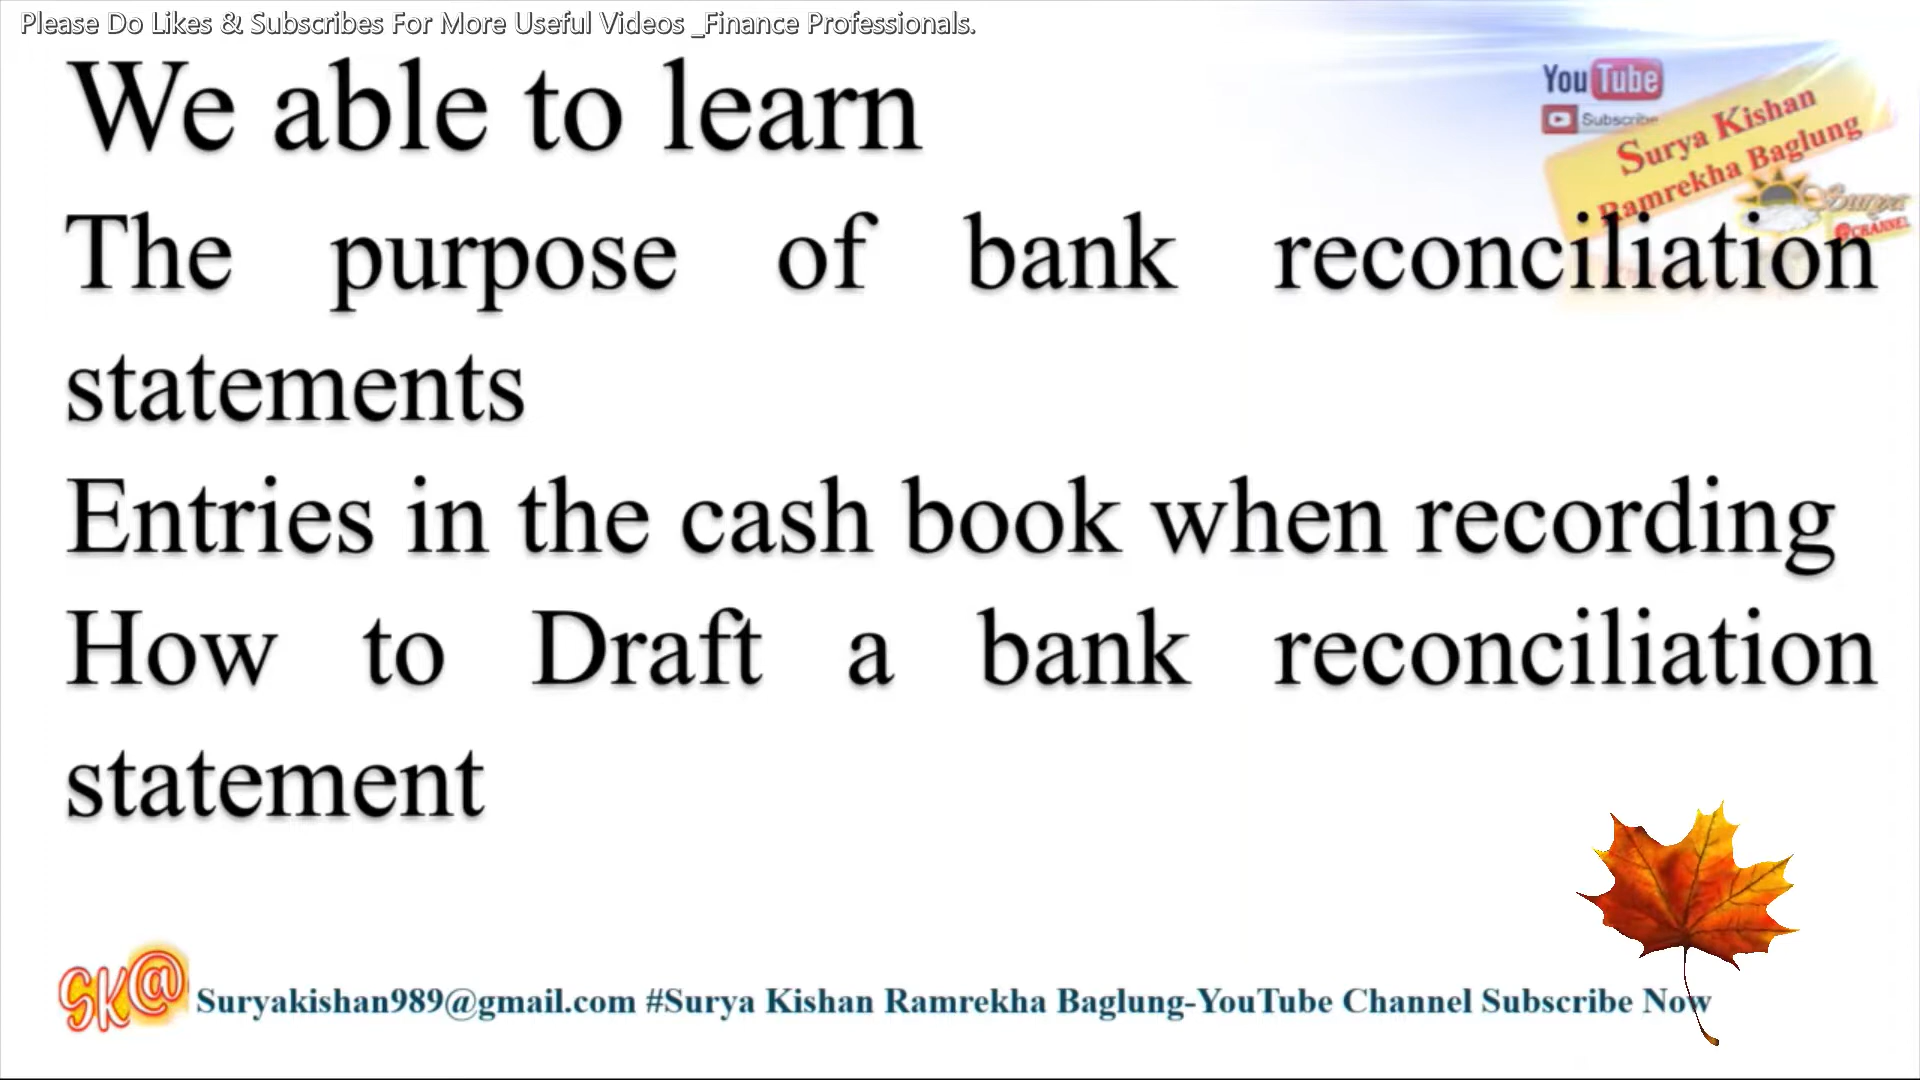 Please Do Likes & Subscribes For More Useful Videos _Finance Professionals.
We able to learn
You Tube
Subscribe
Surya Kishan
Ramrekha Baglung
Surya
@CHANNEL
The purpose of bank reconciliation
statements
Entries in the cash book when recording
How to Draft a bank reconciliation
statement
SK@ Suryakishan989@gmail.com #Surya Kishan Ramrekha Baglung-YouTube Channel Subscribe Now